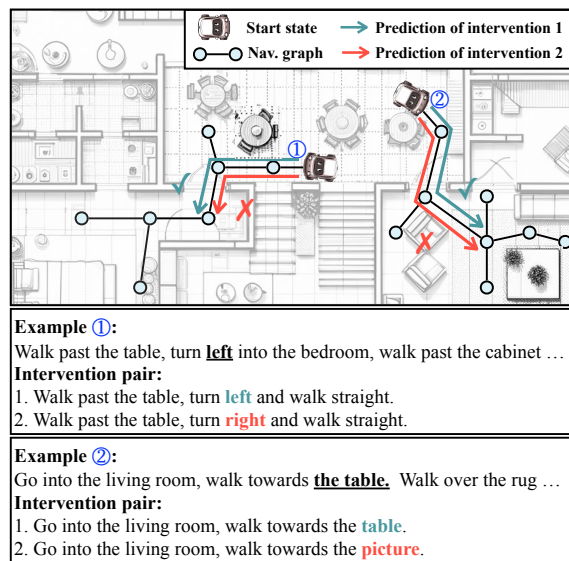 Start state
Prediction of intervention 1
Nav. graph
Prediction of intervention 2
①
②
Example ①:
Walk past the table, turn left into the bedroom, walk past the cabinet …
Intervention pair:
1. Walk past the table, turn left and walk straight.
2. Walk past the table, turn right and walk straight.
Example ②:
Go into the living room, walk towards the table. Walk over the rug …
Intervention pair:
1. Go into the living room, walk towards the table.
2. Go into the living room, walk towards the picture.